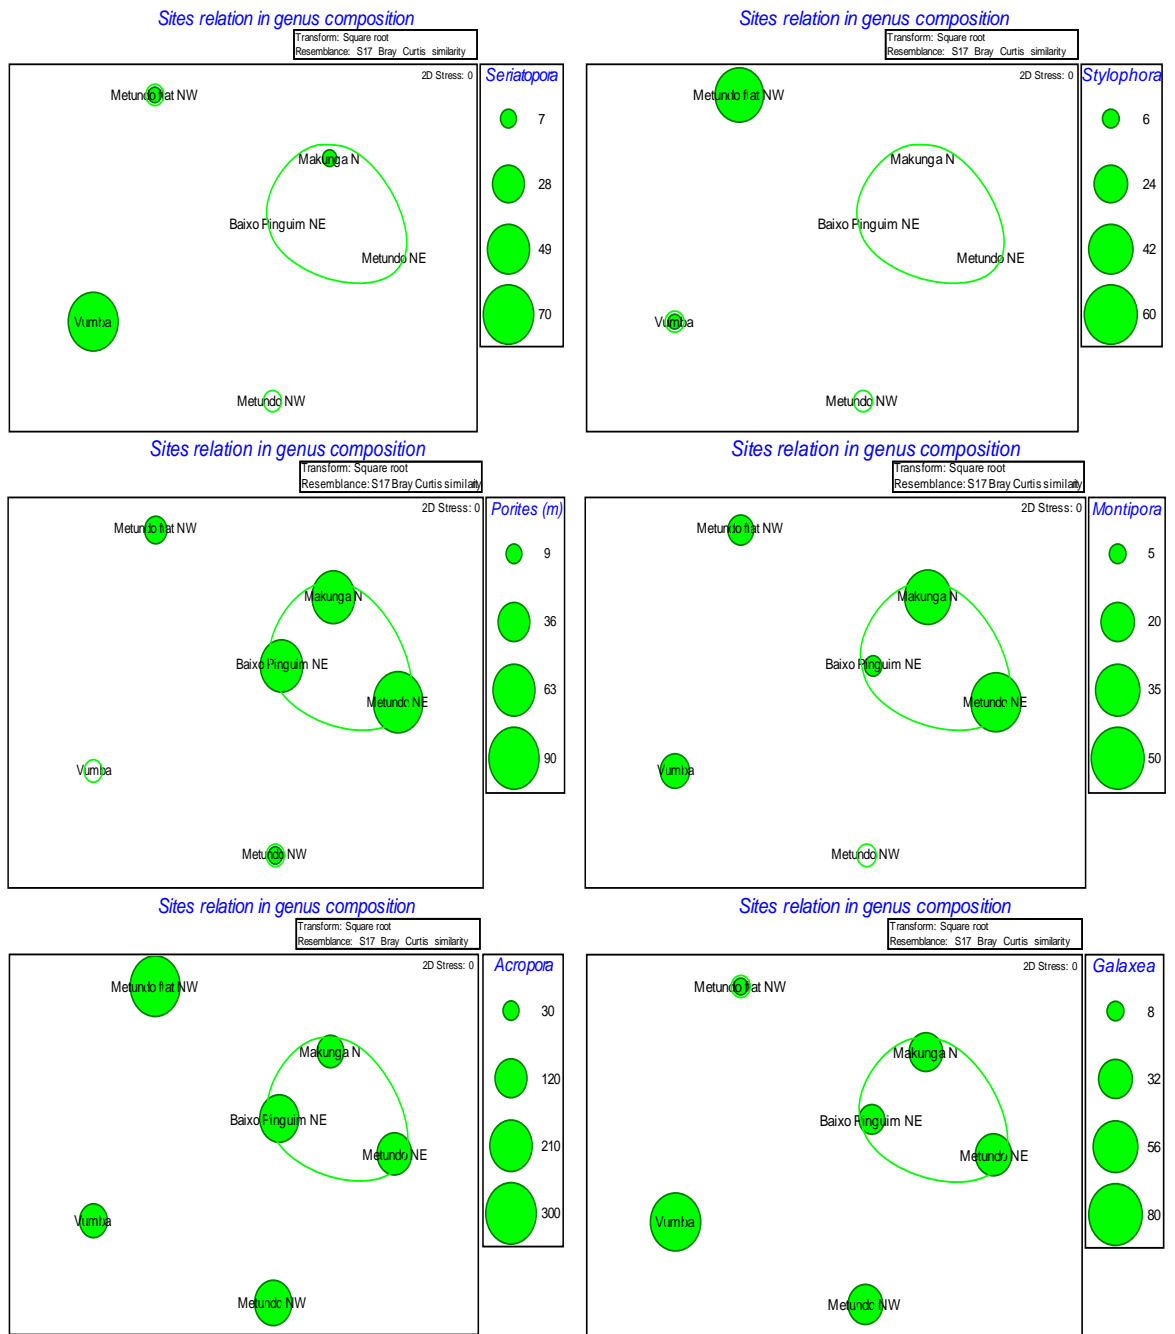 Sites relation in genus composition
Transform: Square root
Resemblance: S17 Bray Curtis similarity
2D Stress: 0
Metundo flat NW
Makunga N
Baixo Pinguim NE
Metundo NE
Vumba
Metundo NW
Seriatopora
7
28
49
70
Sites relation in genus composition
Transform: Square root
Resemblance: S17 Bray Curtis similarity
2D Stress: 0
Metundo flat NW
Makunga N
Baixo Pinguim NE
Metundo NE
Vumba
Metundo NW
Stylophora
6
24
42
60
Sites relation in genus composition
Transform: Square root
Resemblance: S17 Bray Curtis similarity
2D Stress: 0
Metundo flat NW
Makunga N
Baixo Pinguim NE
Metundo NE
Vumba
Metundo NW
Porites (m)
9
36
63
90
Sites relation in genus composition
Transform: Square root
Resemblance: S17 Bray Curtis similarity
2D Stress: 0
Metundo flat NW
Makunga N
Baixo Pinguim NE
Metundo NE
Vumba
Metundo NW
Montipora
5
20
35
50
Sites relation in genus composition
Transform: Square root
Resemblance: S17 Bray Curtis similarity
2D Stress: 0
Metundo flat NW
Makunga N
Baixo Pinguim NE
Metundo NE
Vumba
Metundo NW
Acropora
30
120
210
300
Sites relation in genus composition
Transform: Square root
Resemblance: S17 Bray Curtis similarity
2D Stress: 0
Metundo flat NW
Makunga N
Baixo Pinguim NE
Metundo NE
Vumba
Metundo NW
Galaxea
8
32
56
80